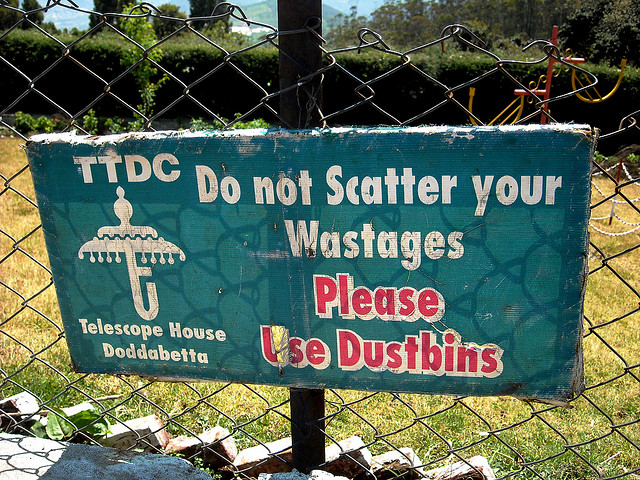 TTDC
Do not Scatter your
Wastages
Please
Use Dustbins
Telescope House
Doddabetta